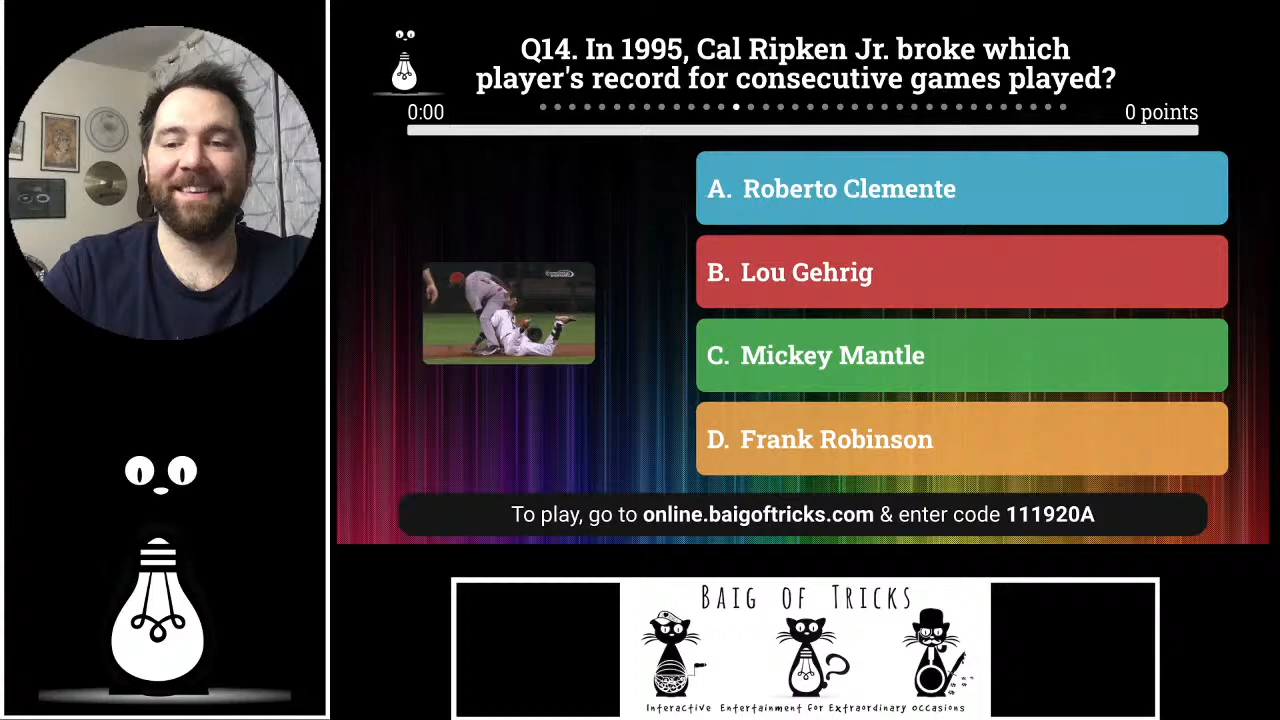 Q14. In 1995, Cal Ripken Jr. broke which
player's record for consecutive games played?
0:00
0 points
A. Roberto Clemente
B. Lou Gehrig
C. Mickey Mantle
D. Frank Robinson
To play, go to online.baigoftricks.com & enter code 111920A
BAIG OF TRICKS
Interactive Entertainment for Extraordinary Occasions